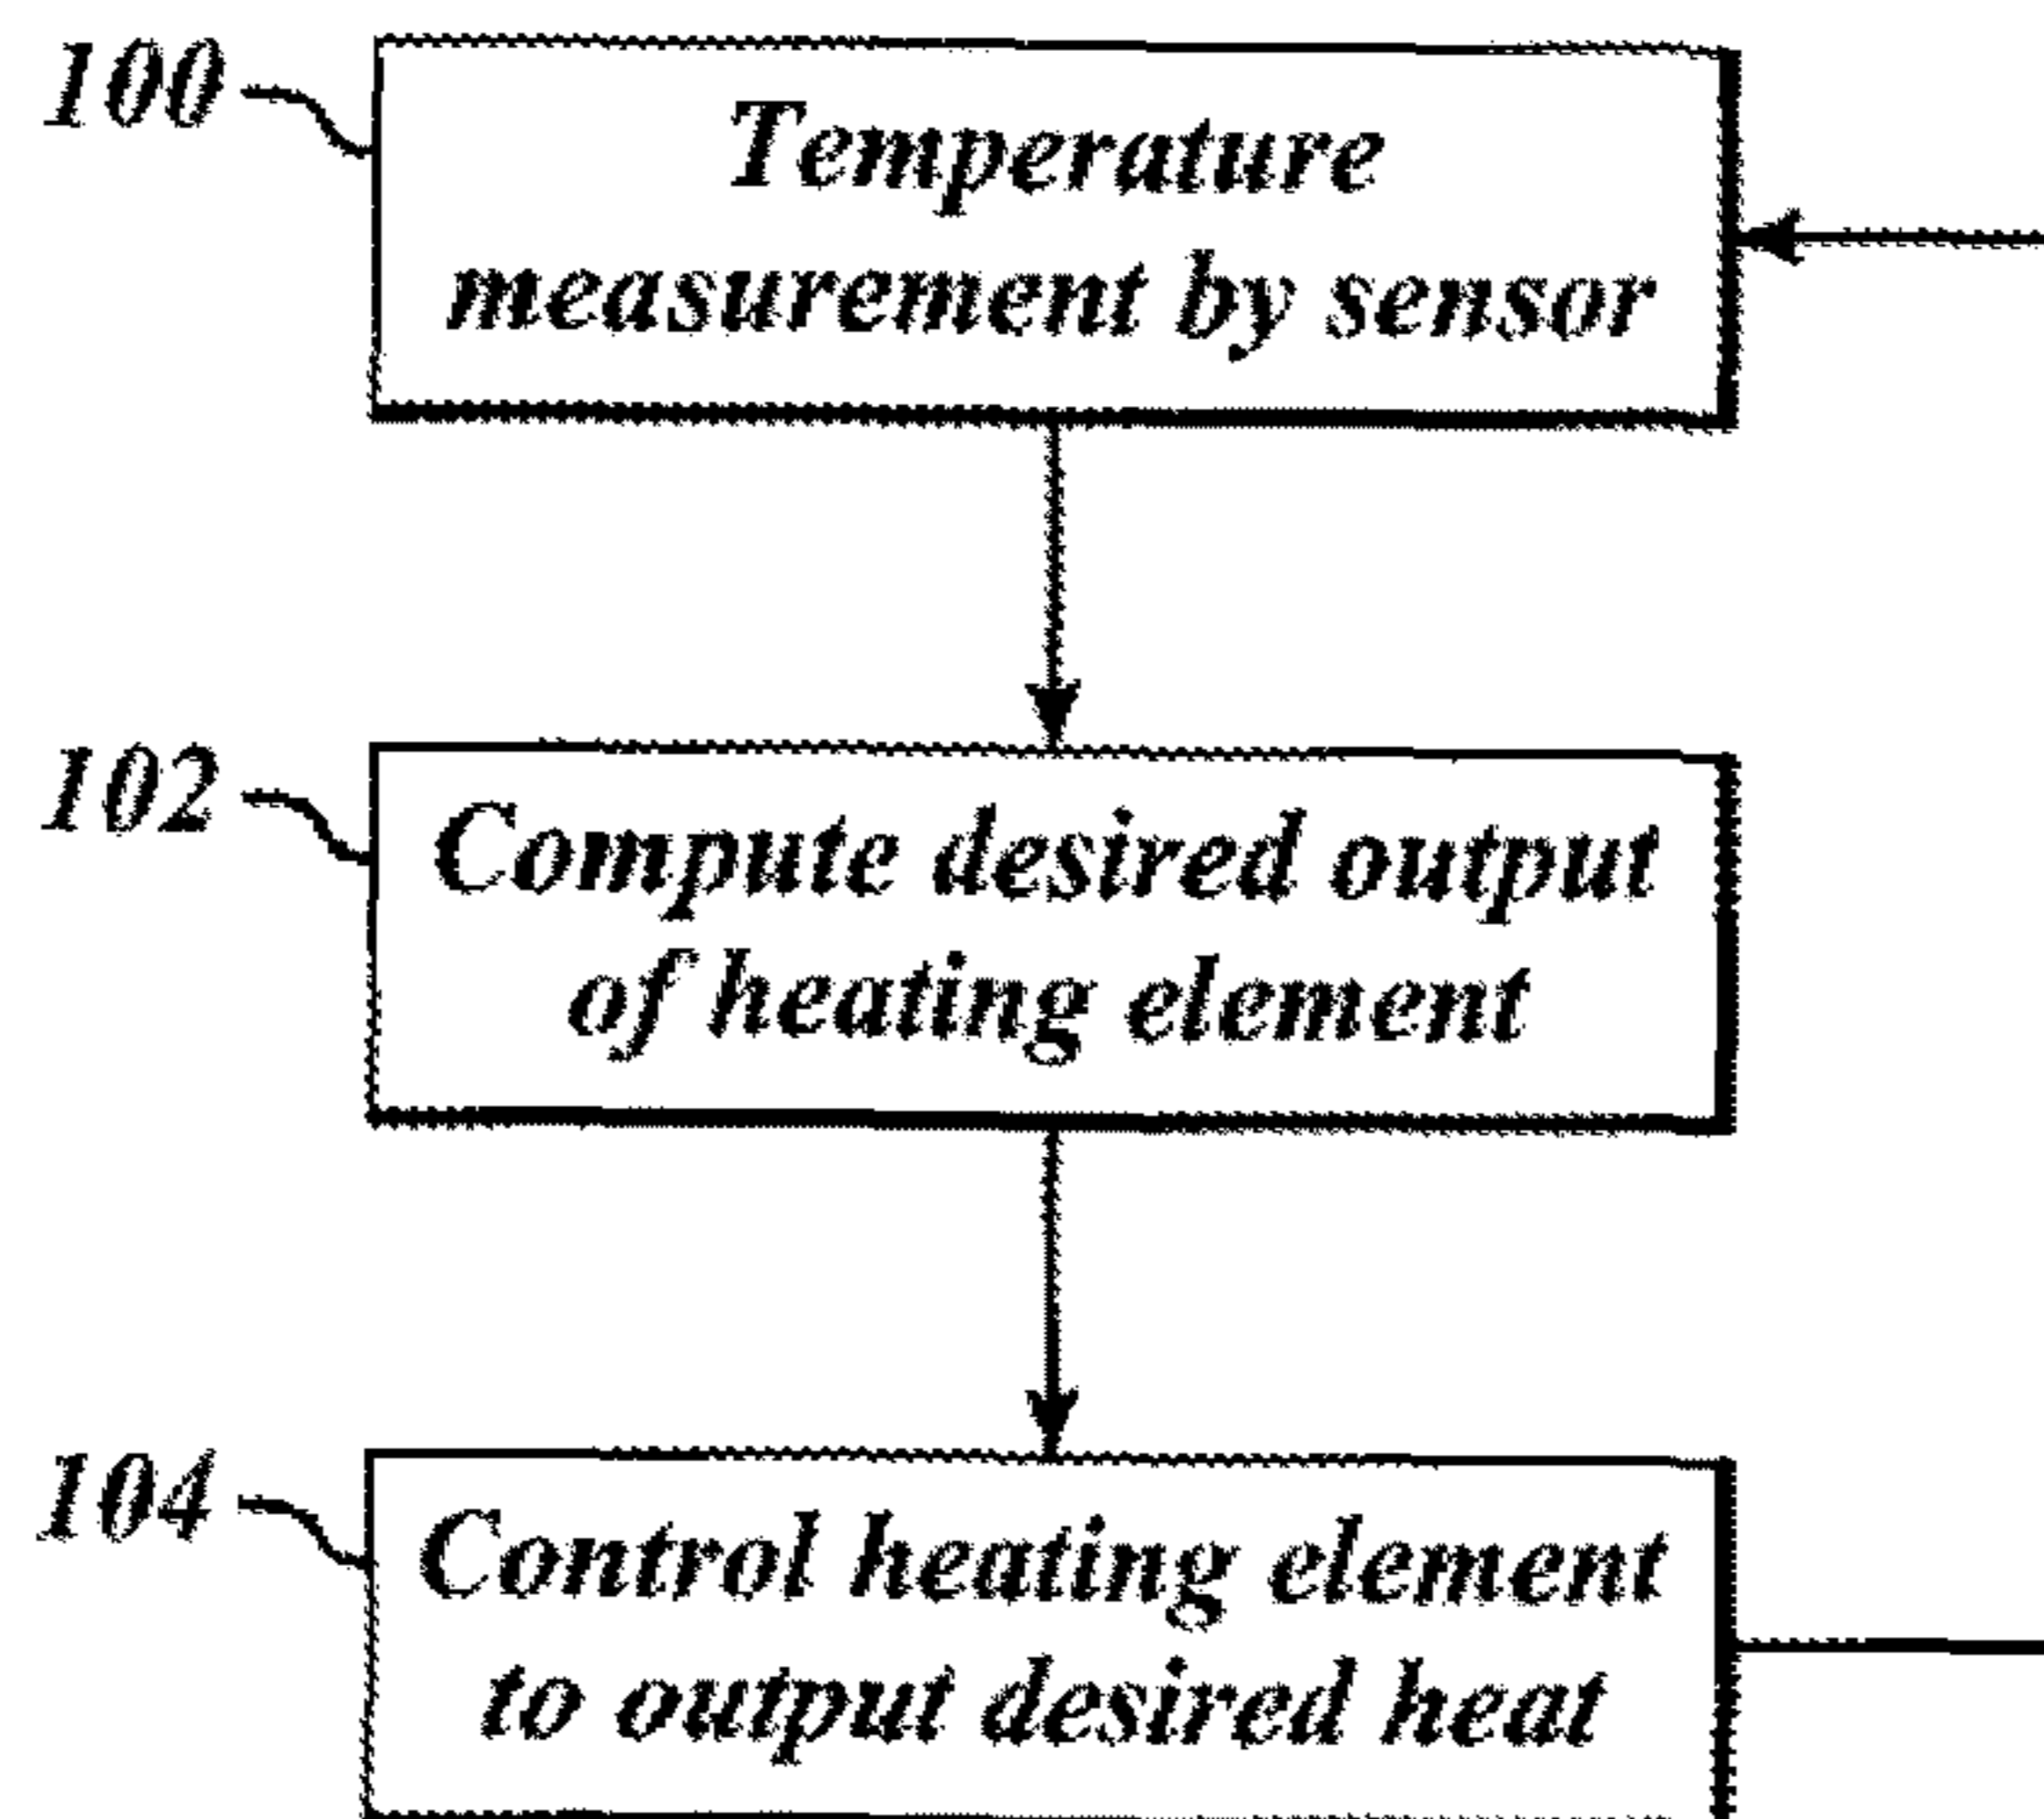 100
Temperature
measurement by sensor
102
Compute desired output
of heating element
104
Control heating element
to output desired heat